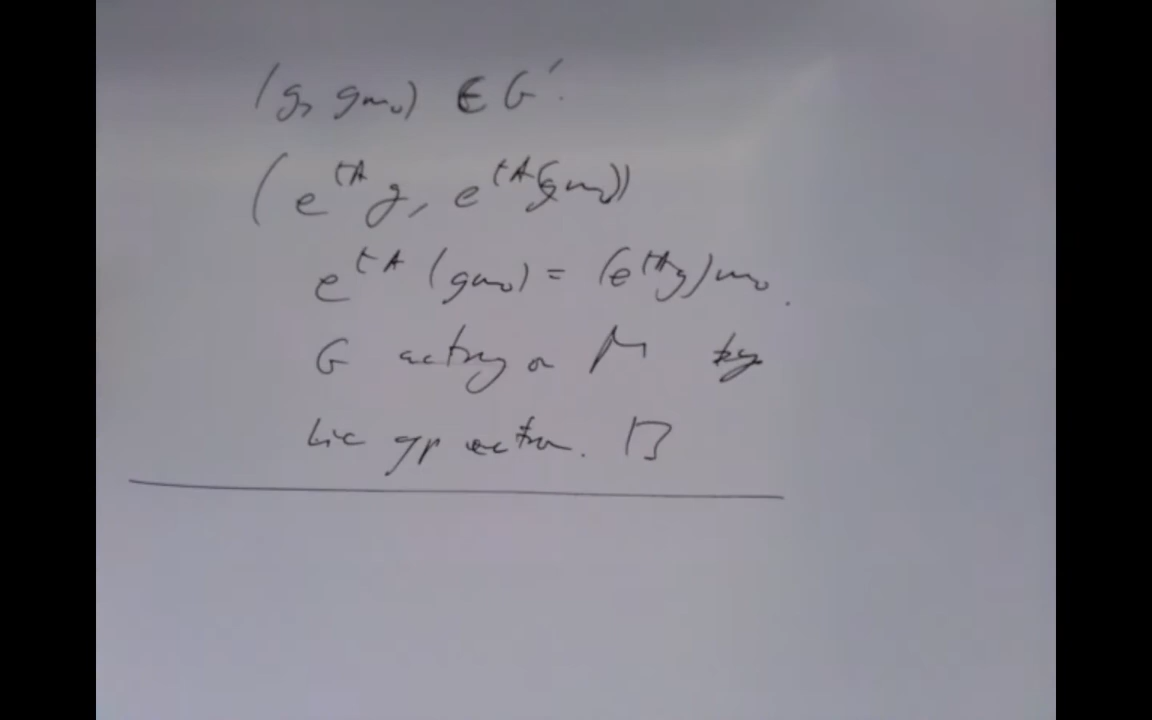 (g, gm₀) ∈ G'.
(e^{tA} g, e^{tA}(gm₀))
e^{tA} (gm₀) = (e^{tA}g)m₀.
G acting on M by
Lie gp action. □